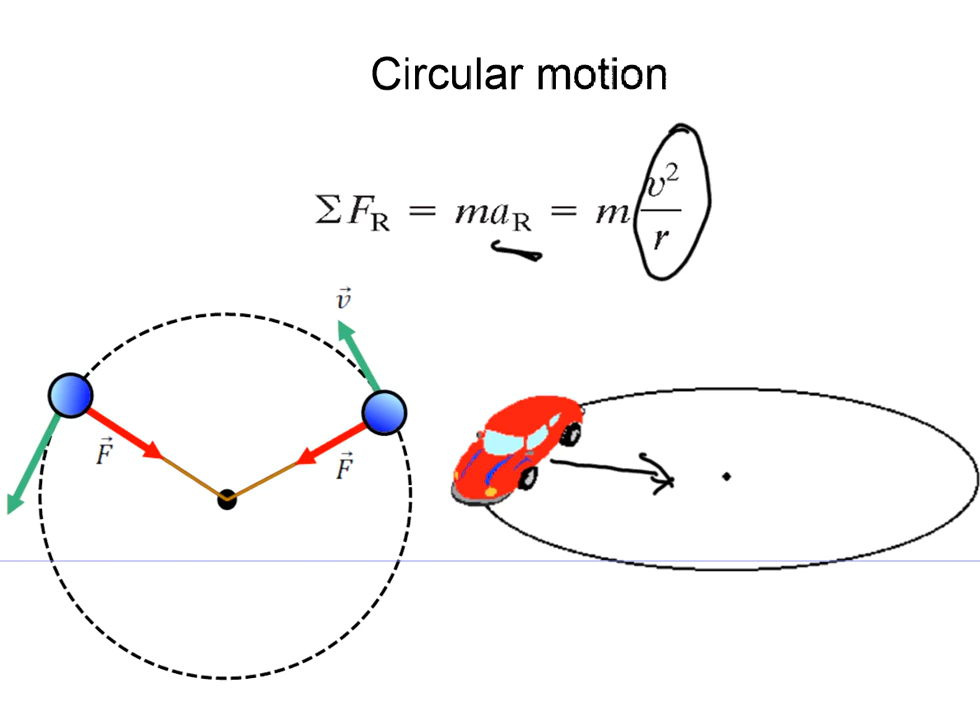 Circular motion
ΣF_R = ma_R = m v²/r
v⃗
F⃗
F⃗